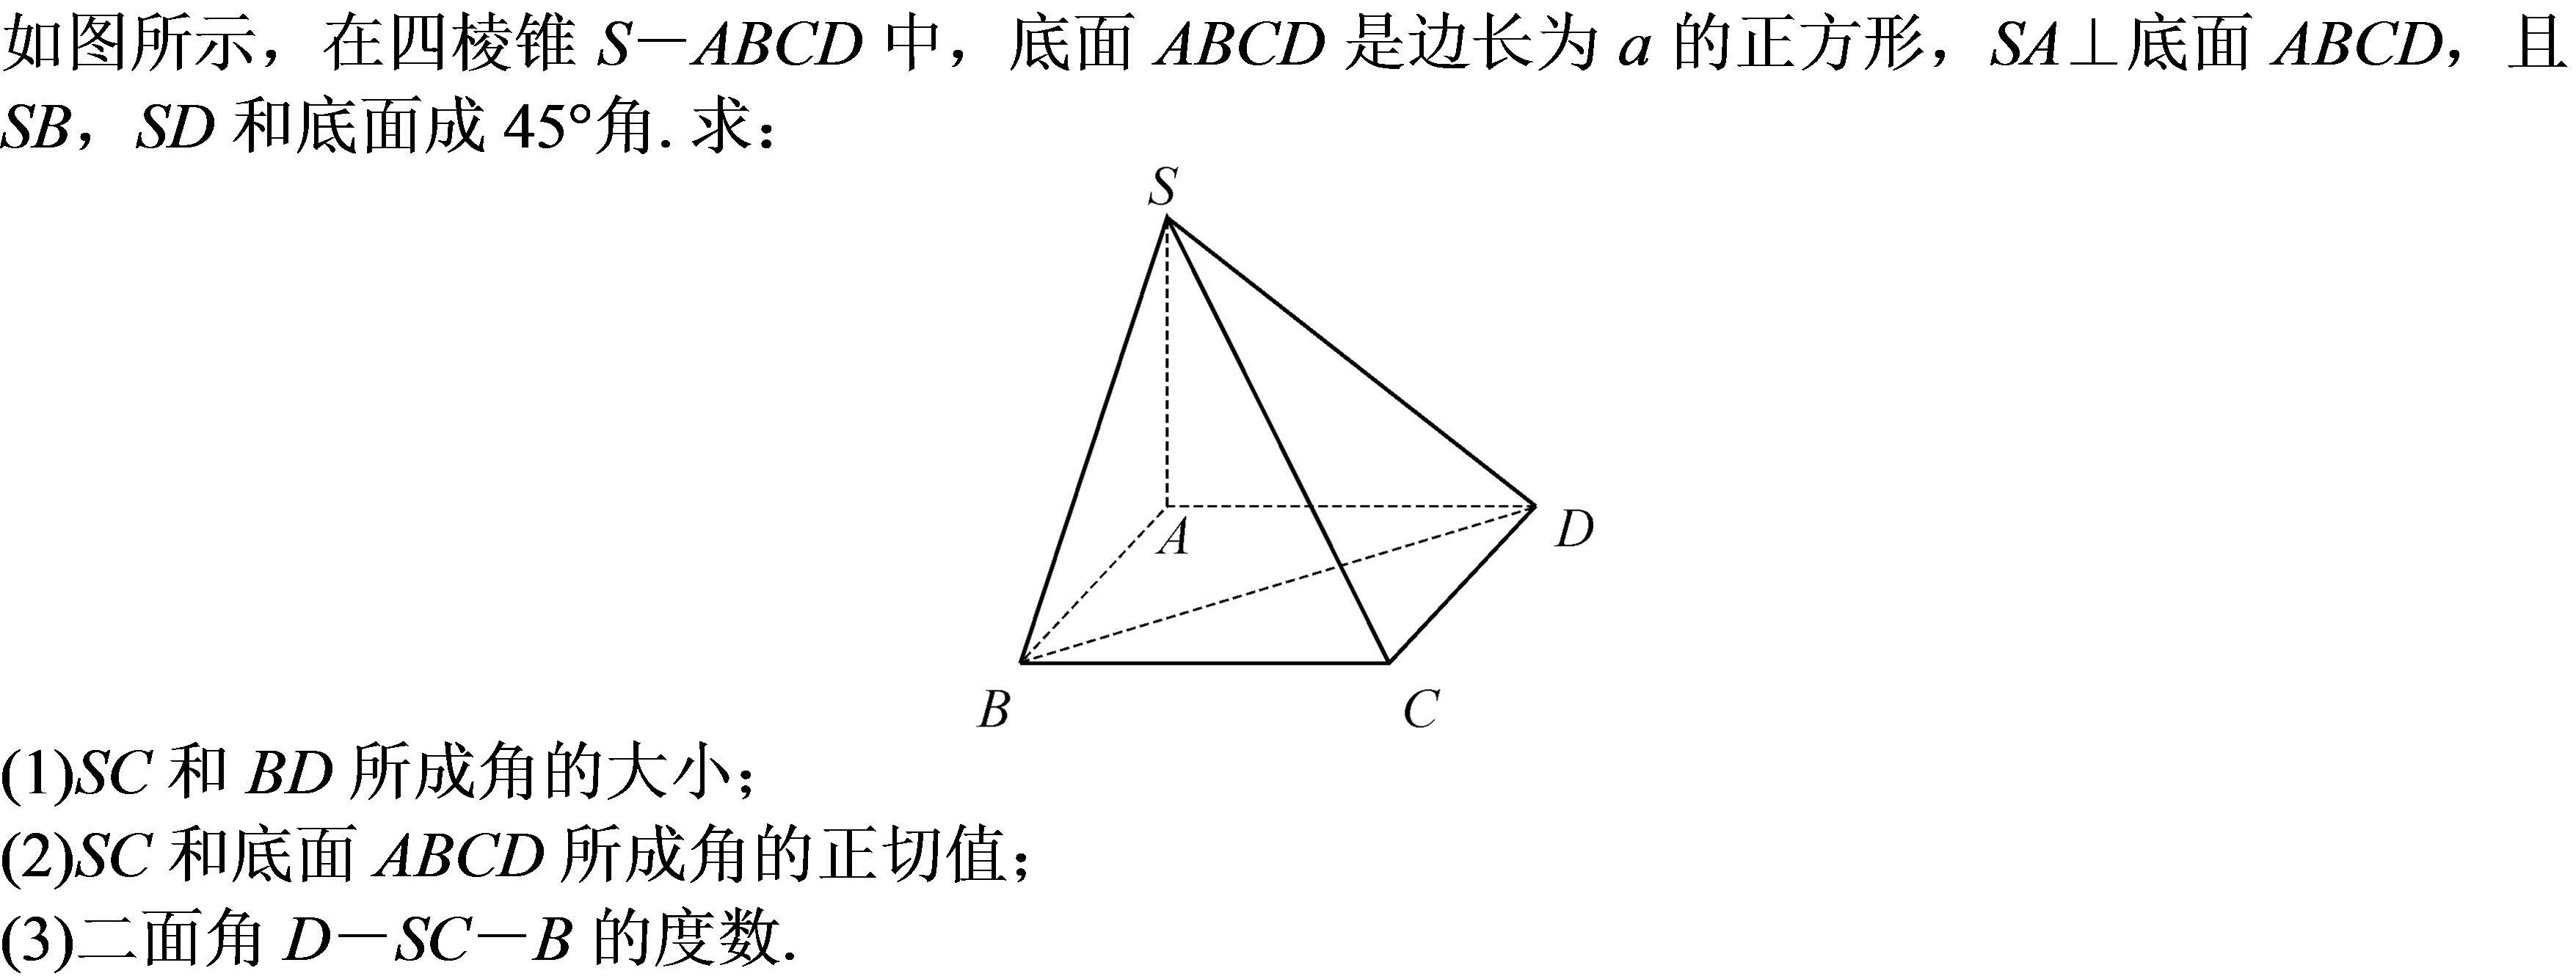 如图所示，在四棱锥 S－ABCD 中，底面 ABCD 是边长为 a 的正方形，SA⊥底面 ABCD，且
SB，SD 和底面成 45°角. 求：
S
A
D
B
C
(1)SC 和 BD 所成角的大小；
(2)SC 和底面 ABCD 所成角的正切值；
(3)二面角 D－SC－B 的度数.